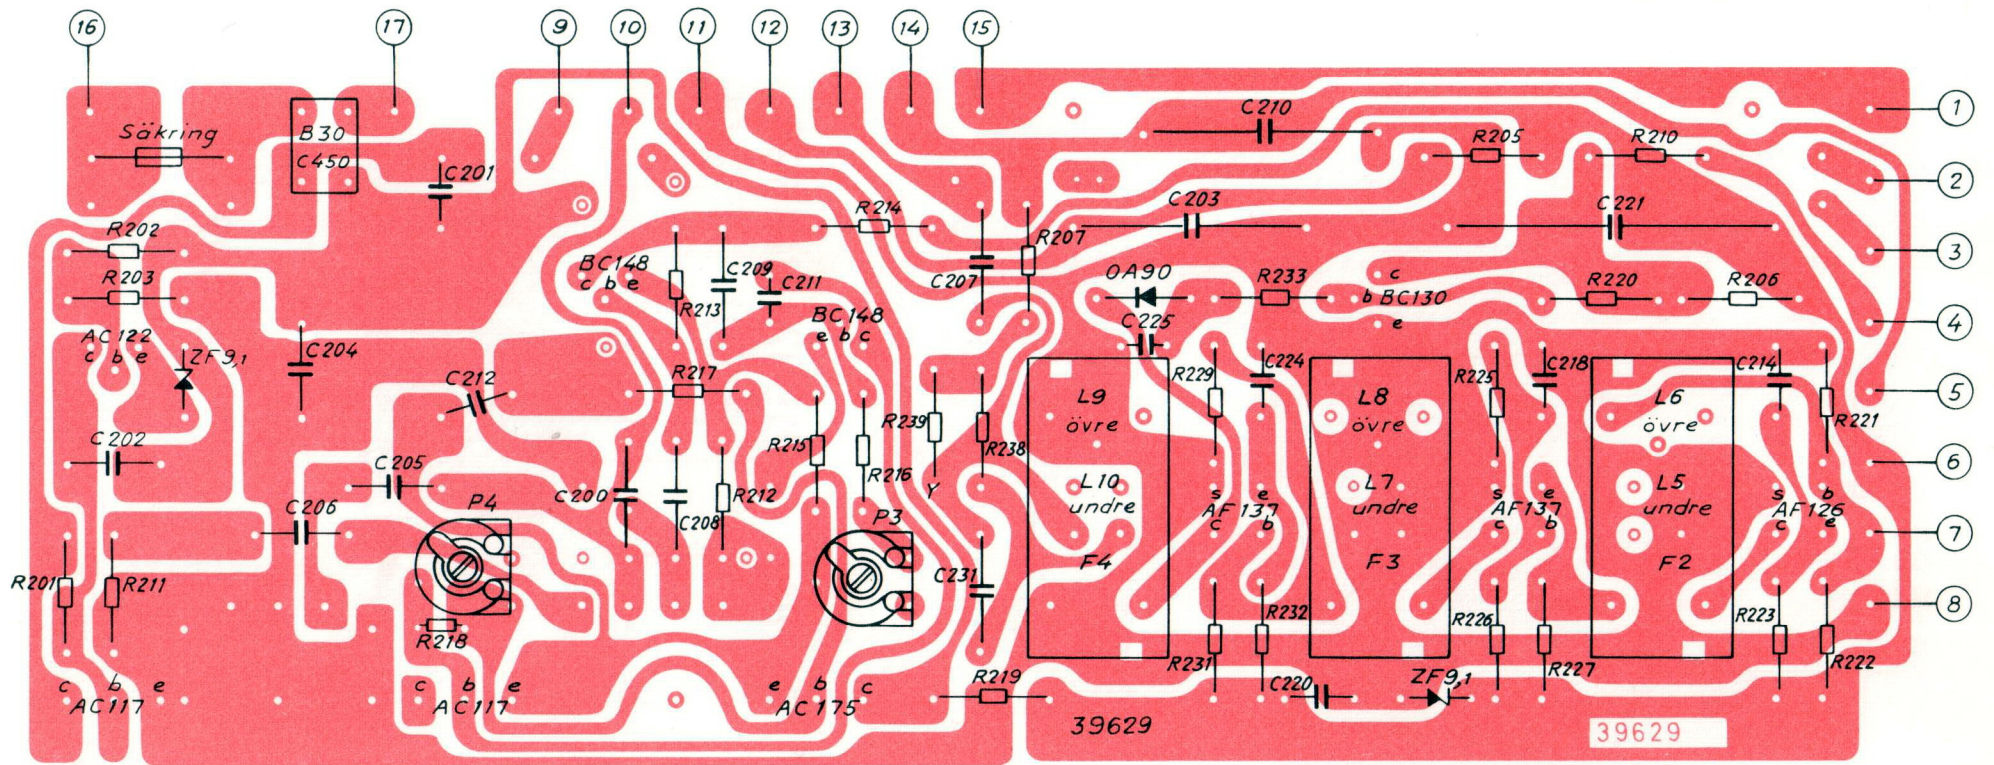 16 17 9 10 11 12 13 14 15
1
Säkring B30 C210
C450 R205 R210
C201 2
C203 C221
R202 R214 R207 3
R203 BC148 C209 C211 C207 OA90 R233 c
c b e b BC130 R220 R206
R213 BC148 e 4
AC122 e b c C225
c b e ZF9,1 C204
R217 R229 C224 R225 C218 C214
C212 L9 L8 L6 5
övre övre övre R221
R239
C202 R215 R238
C205 R216 6
C200 R212 Y L10 s e L7 s e L5 s b
P4 undre AF137 undre AF137 undre AF126
C206 C208 P3 c b c b c e 7
F4 F3 F2
R201 R211 C231
8
R218 R232 R226 R223
R231 R227 R222
c b e c b e e b c R219 C220 ZF9,1
AC117 AC117 AC175
39629 39629